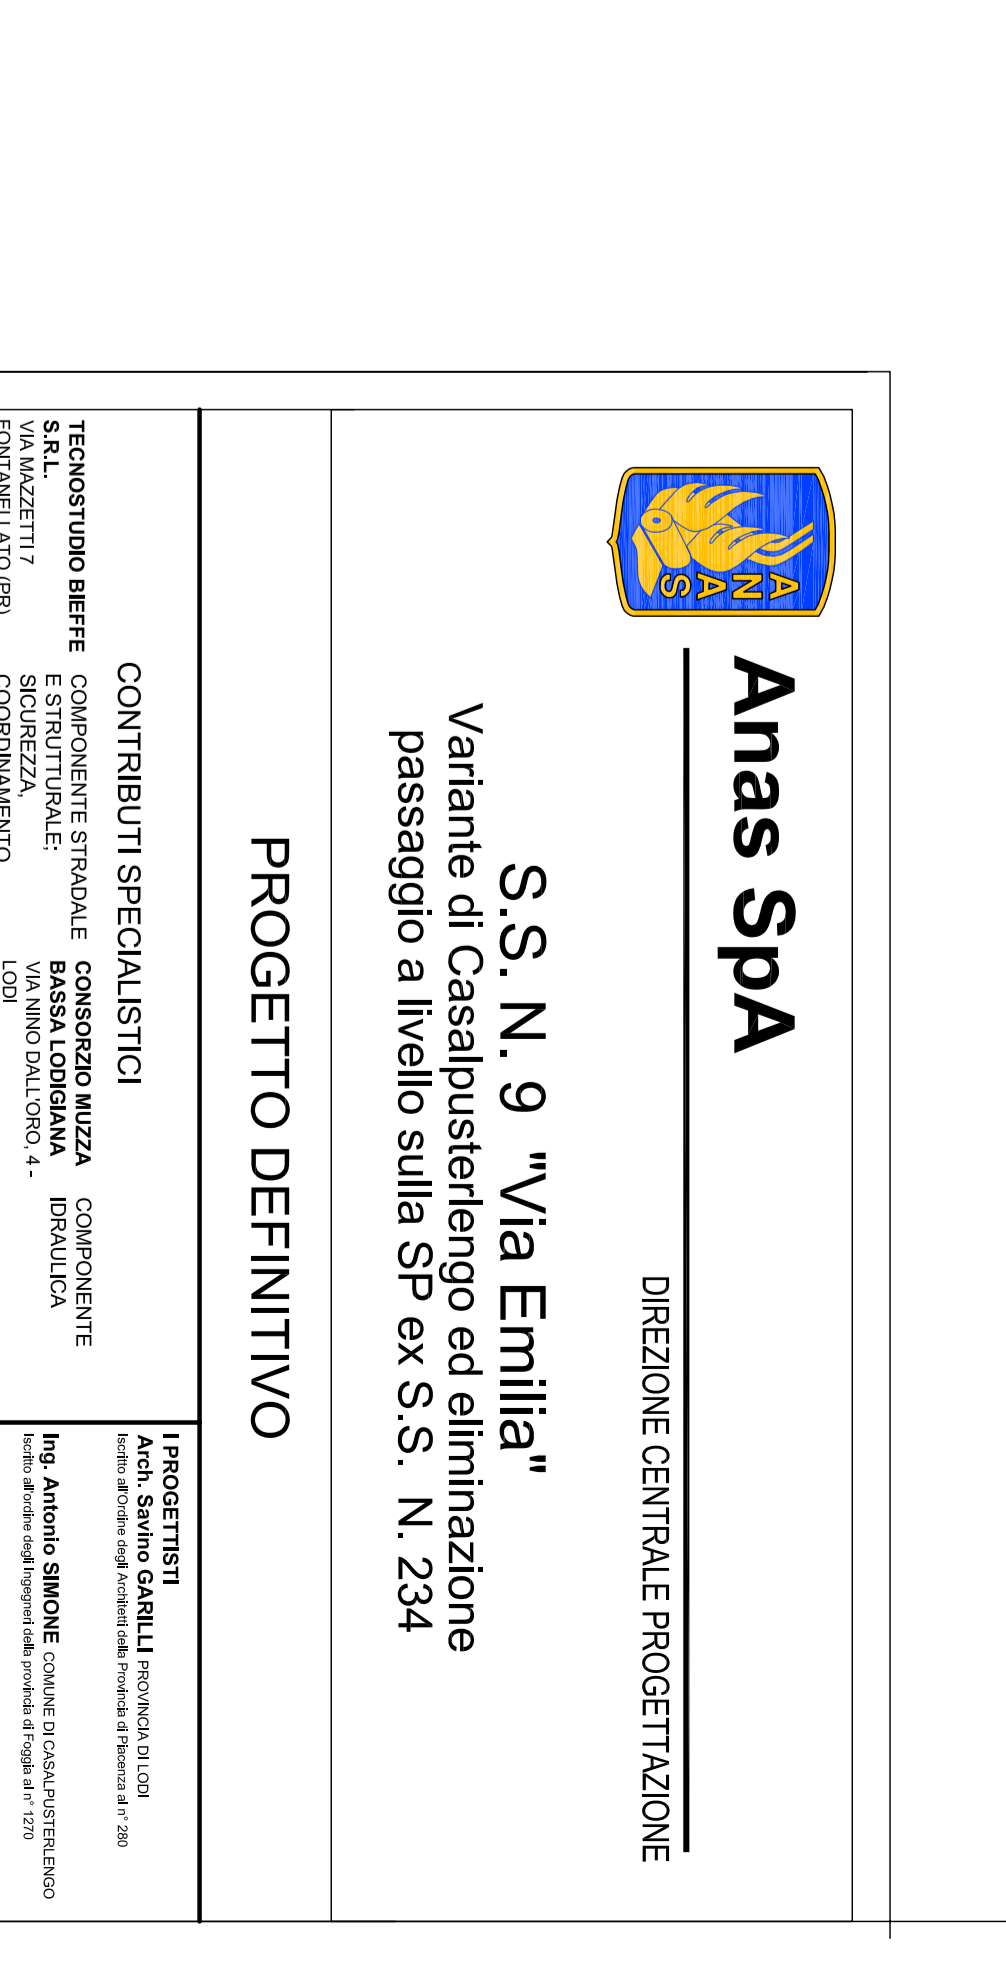 ANAS
Anas SpA
DIREZIONE CENTRALE PROGETTAZIONE
S.S. N. 9 "Via Emilia"
Variante di Casalpusterlengo ed eliminazione
passaggio a livello sulla SP ex S.S. N. 234
PROGETTO DEFINITIVO
CONTRIBUTI SPECIALISTICI
TECNOSTUDIO BIEFFE
S.R.L.
VIA MAZZETTI 7
FONTANELLATO (PR)
COMPONENTE STRADALE
E STRUTTURALE;
SICUREZZA,
COORDINAMENTO
CONSORZIO MUZZA
BASSA LODIGIANA
VIA NINO DALL'ORO, 4 -
LODI
COMPONENTE
IDRAULICA
I PROGETTISTI
Arch. Savino GARILLI PROVINCIA DI LODI
Iscritto all'Ordine degli Architetti della Provincia di Piacenza al n° 280
Ing. Antonio SIMONE COMUNE DI CASALPUSTERLENGO
Iscritto all'ordine degli Ingegneri della provincia di Foggia al n° 1270